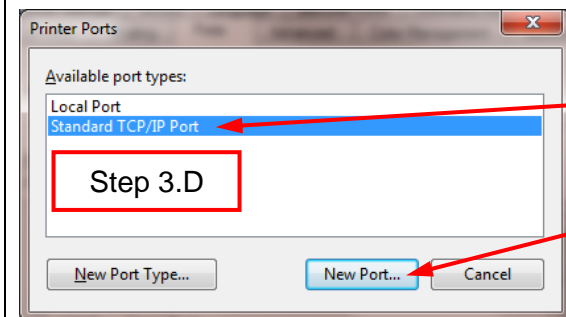 Printer Ports
Available port types:
Local Port
Standard TCP/IP Port
Step 3.D
New Port Type...
New Port...
Cancel